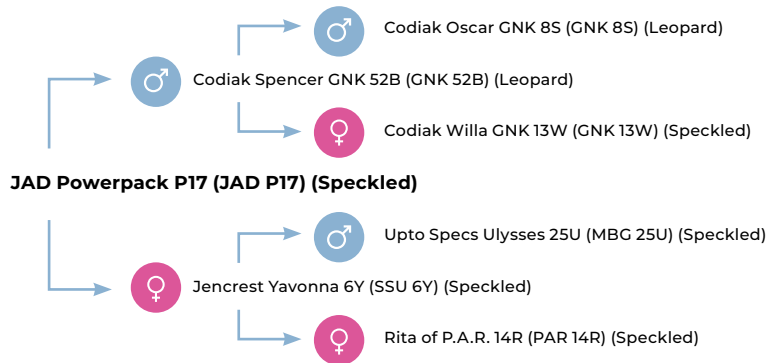 Codiak Oscar GNK 8S (GNK 8S) (Leopard)
Codiak Spencer GNK 52B (GNK 52B) (Leopard)
Codiak Willa GNK 13W (GNK 13W) (Speckled)
JAD Powerpack P17 (JAD P17) (Speckled)
Upto Specs Ulysses 25U (MBG 25U) (Speckled)
Jencrest Yavonna 6Y (SSU 6Y) (Speckled)
Rita of P.A.R. 14R (PAR 14R) (Speckled)